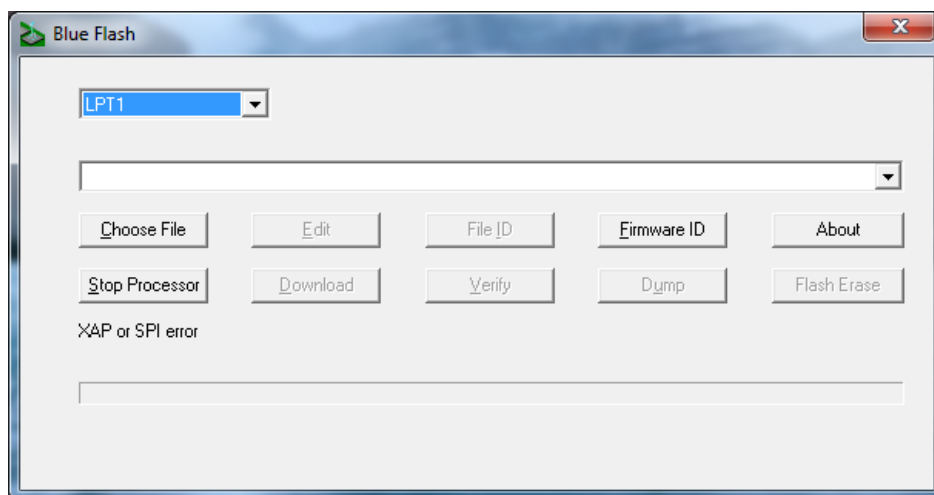 Blue Flash
LPT1
Choose File Edit File ID Firmware ID About
Stop Processor Download Verify Dump Flash Erase
XAP or SPI error